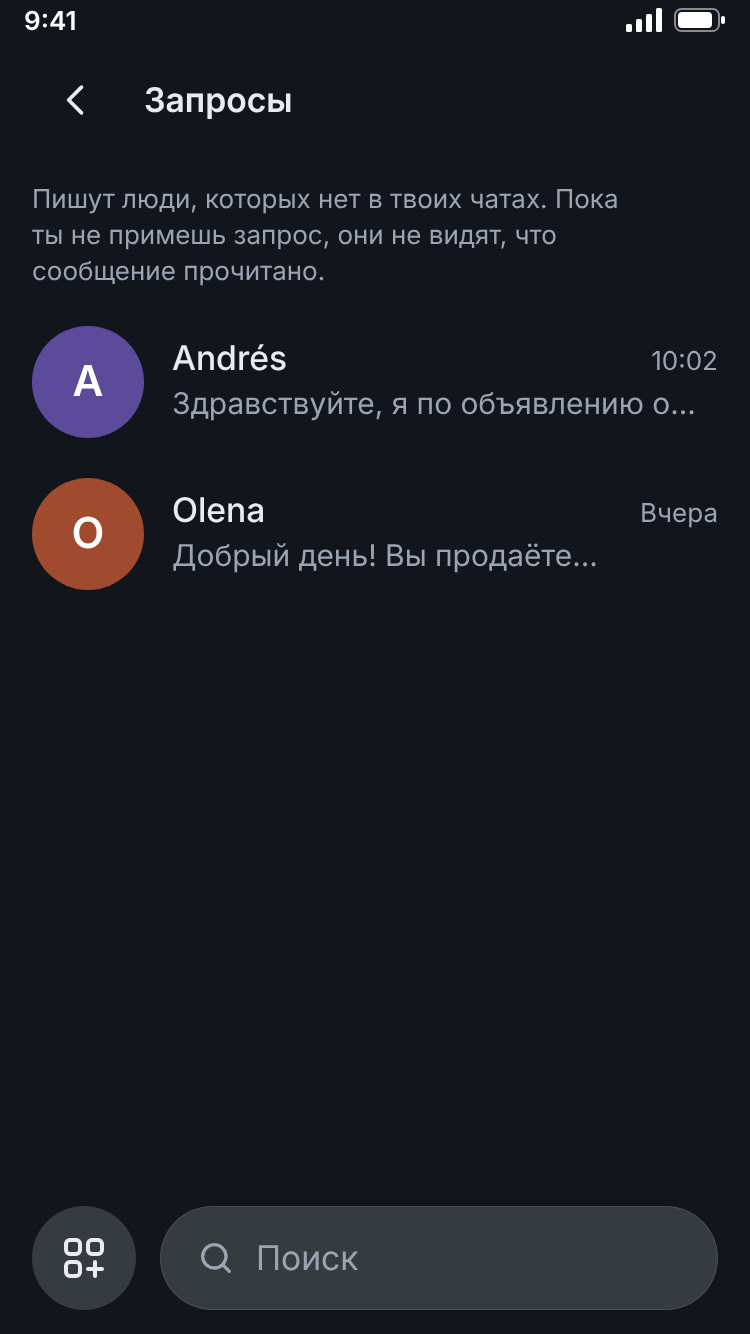 9:41
Запросы
Пишут люди, которых нет в твоих чатах. Пока
ты не примешь запрос, они не видят, что
сообщение прочитано.
A
Andrés
10:02
Здравствуйте, я по объявлению о...
O
Olena
Вчера
Добрый день! Вы продаёте...
Поиск